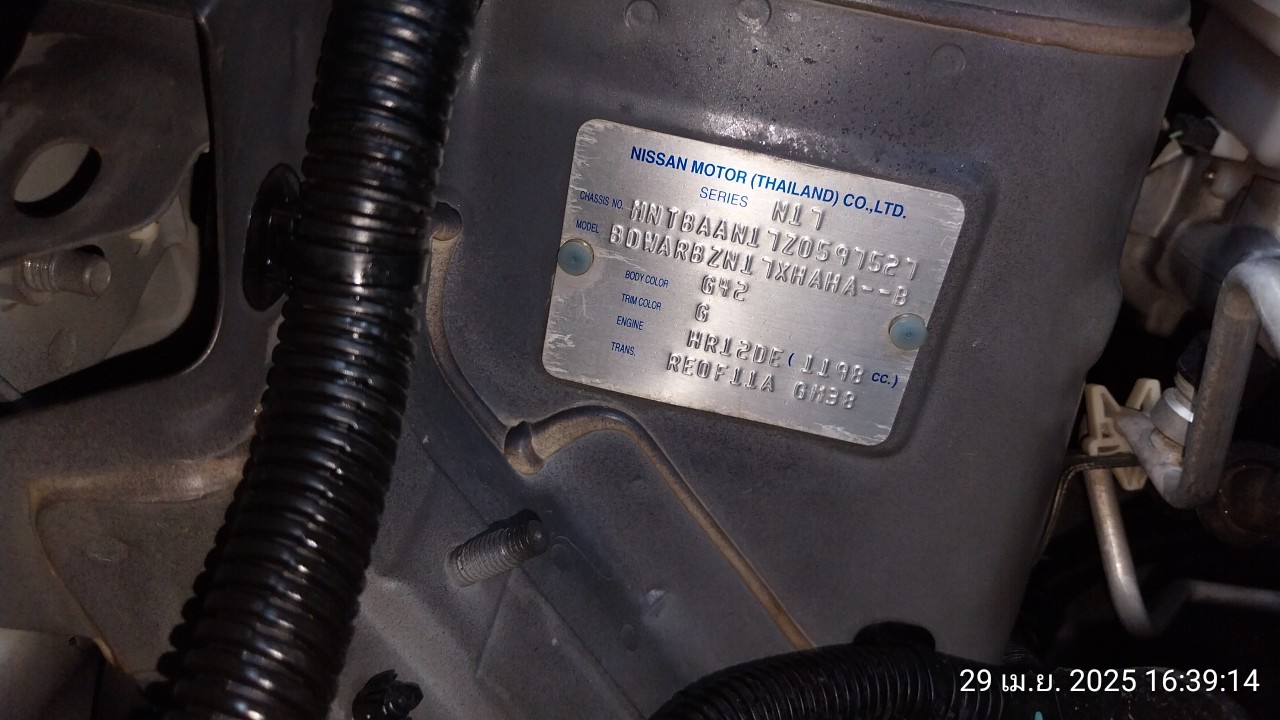 NISSAN MOTOR (THAILAND) CO.,LTD.
SERIES N17
CHASSIS NO. MNTBAAN17Z0597527
MODEL BDWARBZN17XHAHA--B
BODY COLOR G42
TRIM COLOR G
ENGINE HR12DE ( 1198 cc.)
TRANS. RE0F11A GH38
29 เม.ย. 2025 16:39:14